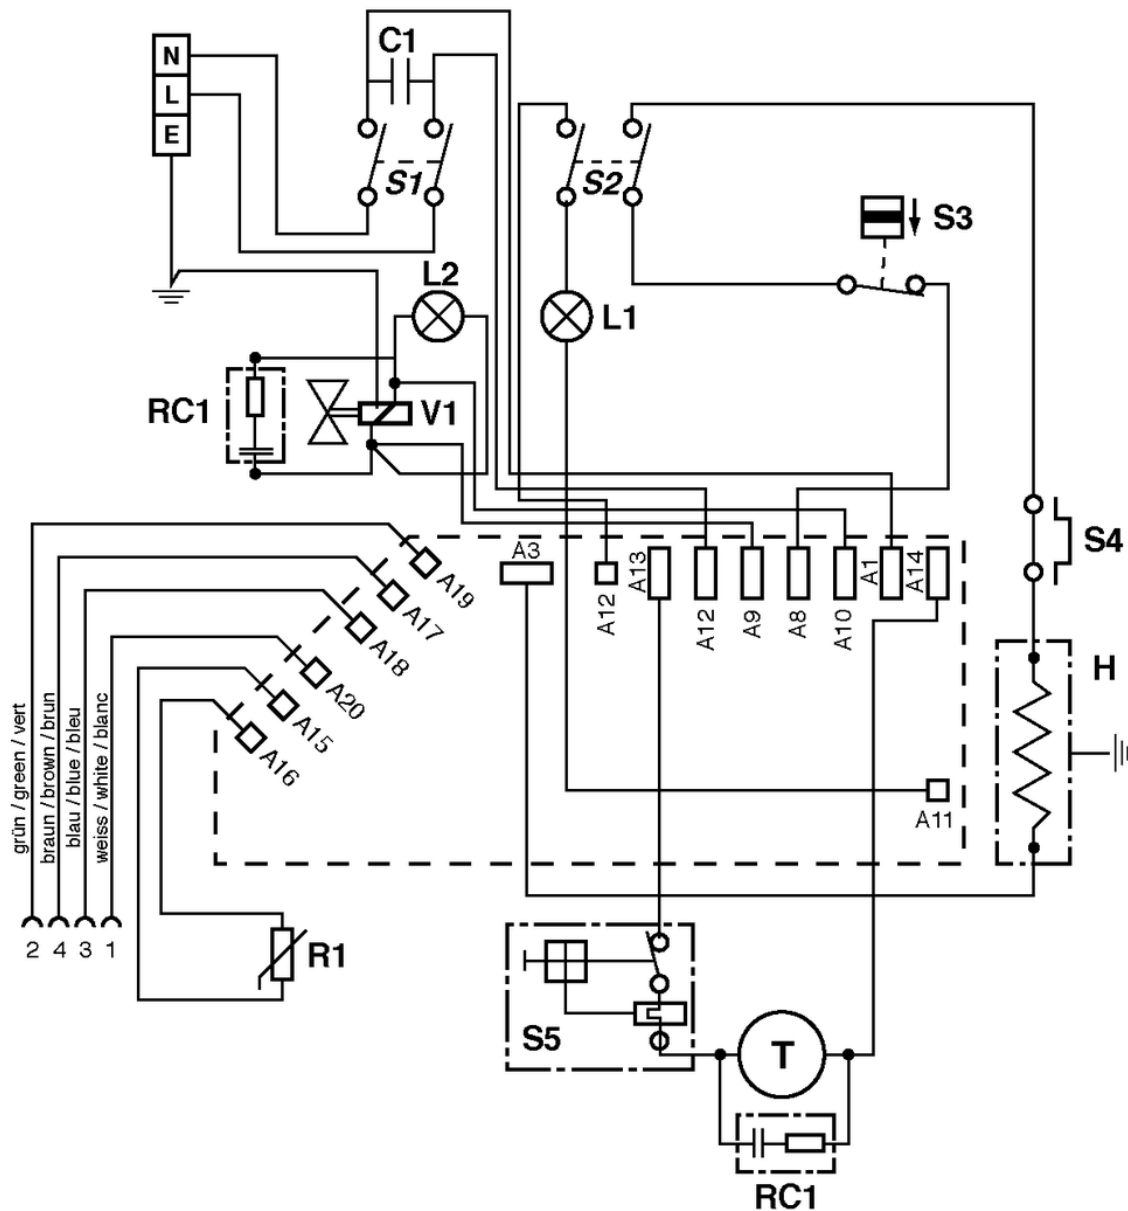 N
L
E
C1
S1
S2
S3
L2
L1
RC1
V1
S4
A3
A12
A13
A12
A9
A8
A10
A1
A14
A19
A17
A18
A20
A15
A16
A11
H
grün / green / vert
braun / brown / brun
blau / blue / bleu
weiss / white / blanc
2 4 3 1
R1
S5
T
RC1